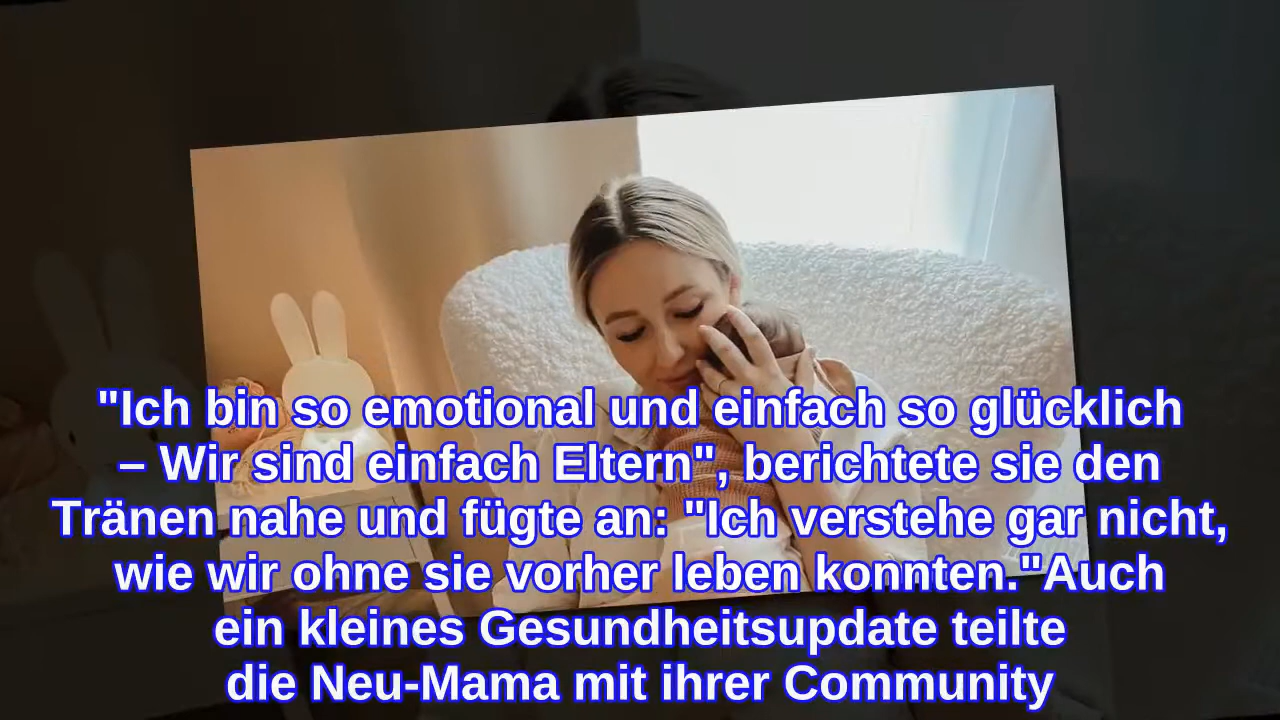 "Ich bin so emotional und einfach so glücklich
– Wir sind einfach Eltern", berichtete sie den
Tränen nahe und fügte an: "Ich verstehe gar nicht,
wie wir ohne sie vorher leben konnten."Auch
ein kleines Gesundheitsupdate teilte
die Neu-Mama mit ihrer Community